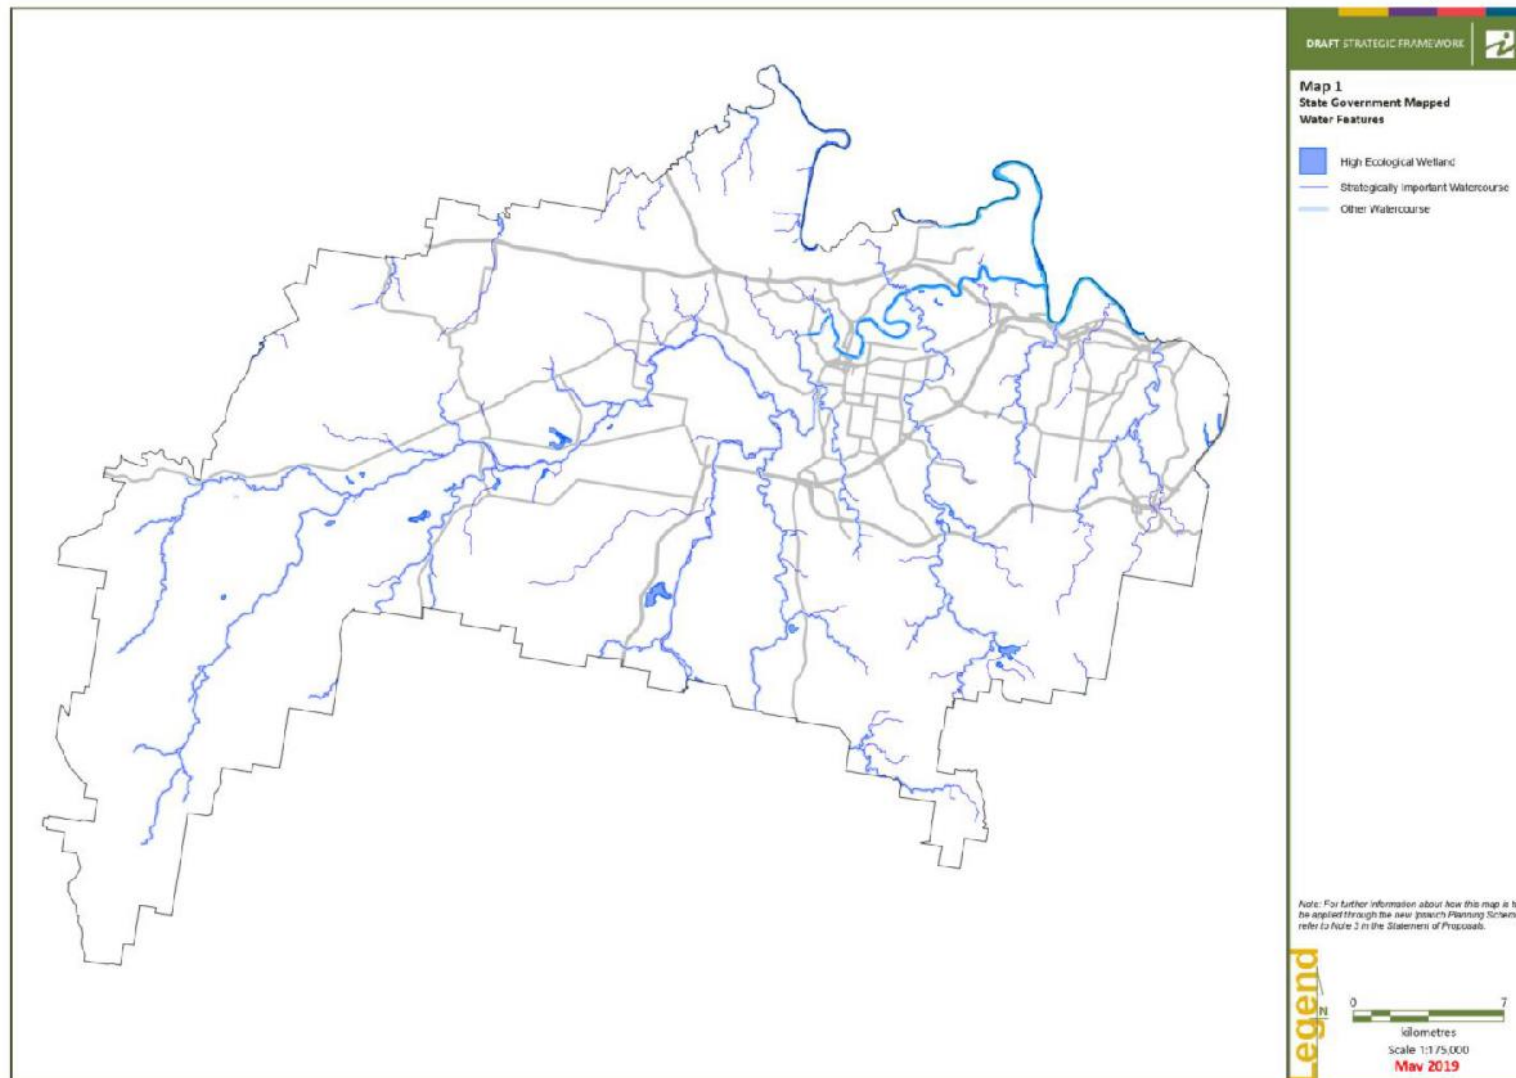 DRAFT STRATEGIC FRAMEWORK
Map 1
State Government Mapped
Water Features
High Ecological Wetland
Strategically Important Watercourse
Other Watercourse
Note: For further information about how this map is t
be applied through the new Ipswich Planning Schem
refer to Note 3 in the Statement of Proposals.
Legend
N
0 7
kilometres
Scale 1:175,000
May 2019